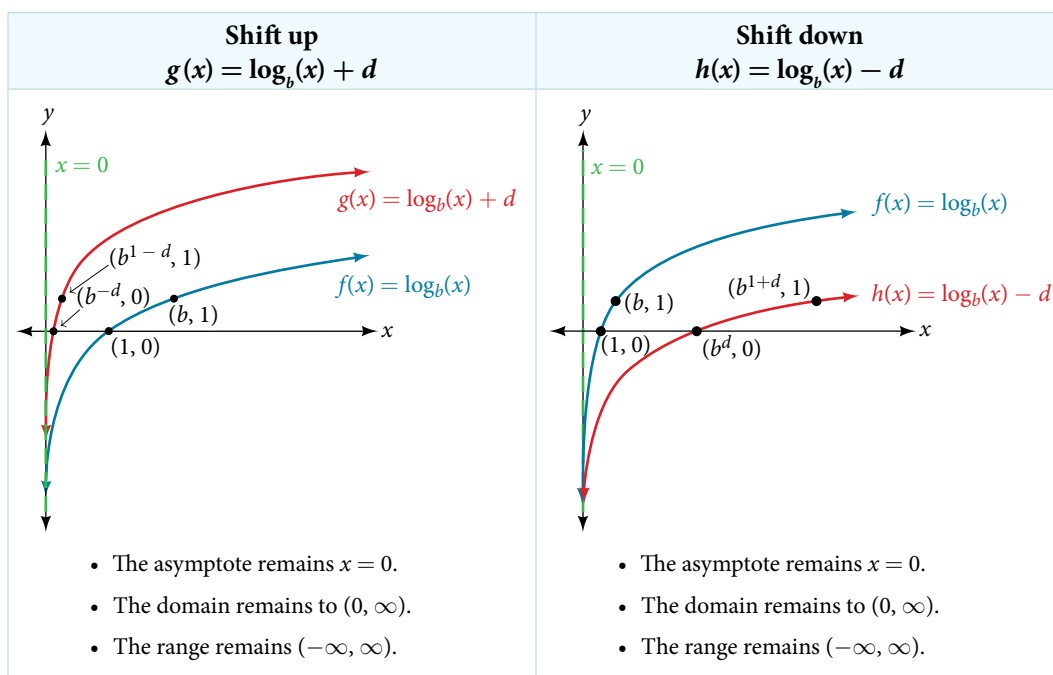 Shift up
g(x) = log_b(x) + d
y
x = 0
g(x) = log_b(x) + d
(b^{1 − d}, 1)
(b^{−d}, 0)
f(x) = log_b(x)
(b, 1)
x
(1, 0)
• The asymptote remains x = 0.
• The domain remains to (0, ∞).
• The range remains (−∞, ∞).
Shift down
h(x) = log_b(x) − d
y
x = 0
f(x) = log_b(x)
(b^{1+d}, 1)
(b, 1)
h(x) = log_b(x) − d
x
(1, 0)
(b^d, 0)
• The asymptote remains x = 0.
• The domain remains to (0, ∞).
• The range remains (−∞, ∞).